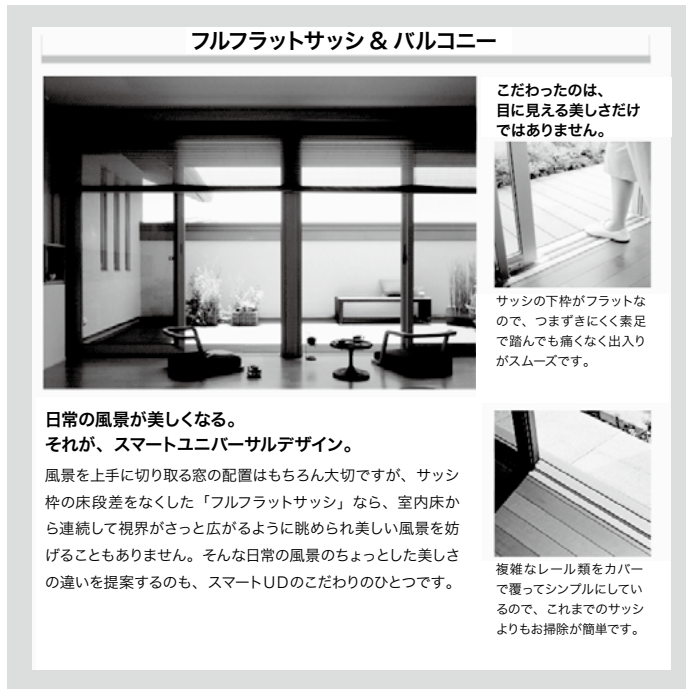 フルフラットサッシ & バルコニー
こだわったのは、
目に見える美しさだけ
ではありません。
サッシの下枠がフラットな
ので、つまずきにくく素足
で踏んでも痛くなく出入り
がスムーズです。
日常の風景が美しくなる。
それが、スマートユニバーサルデザイン。
風景を上手に切り取る窓の配置はもちろん大切ですが、サッシ
枠の床段差をなくした「フルフラットサッシ」なら、室内床か
ら連続して視界がさっと広がるように眺められ美しい風景を妨
げることもありません。そんな日常の風景のちょっとした美しさ
の違いを提案するのも、スマートUDのこだわりのひとつです。
複雑なレール類をカバー
で覆ってシンプルにしてい
るので、これまでのサッシ
よりもお掃除が簡単です。